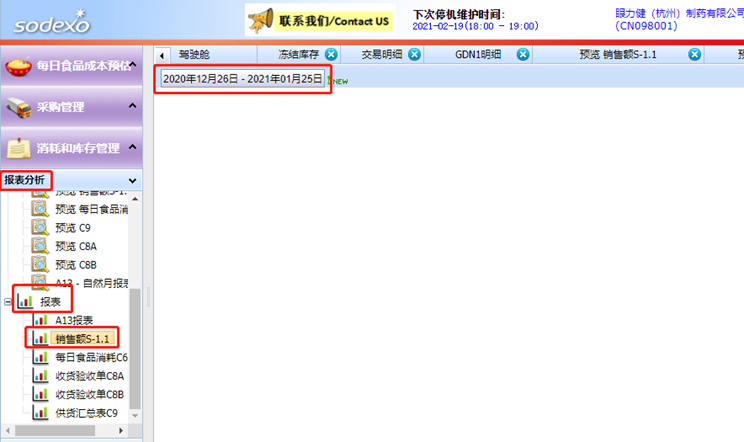 sodexo
联系我们/Contact US
下次停机维护时间:
2021-02-19(18:00 - 19:00)
眼力健（杭州）制药有限公司
(CN098001)
驾驶舱
冻结库存
交易明细
GDN1明细
预览 销售额S-1.1
2020年12月26日 - 2021年01月25日
NEW
每日食品成本预估
采购管理
消耗和库存管理
报表分析
预览 销售额S-1.
预览 每日食品消
预览 C9
预览 C8A
预览 C8B
A13 - 自然月报表
报表
A13报表
销售额S-1.1
每日食品消耗C6
收货验收单C8A
收货验收单C8B
供货汇总表C9